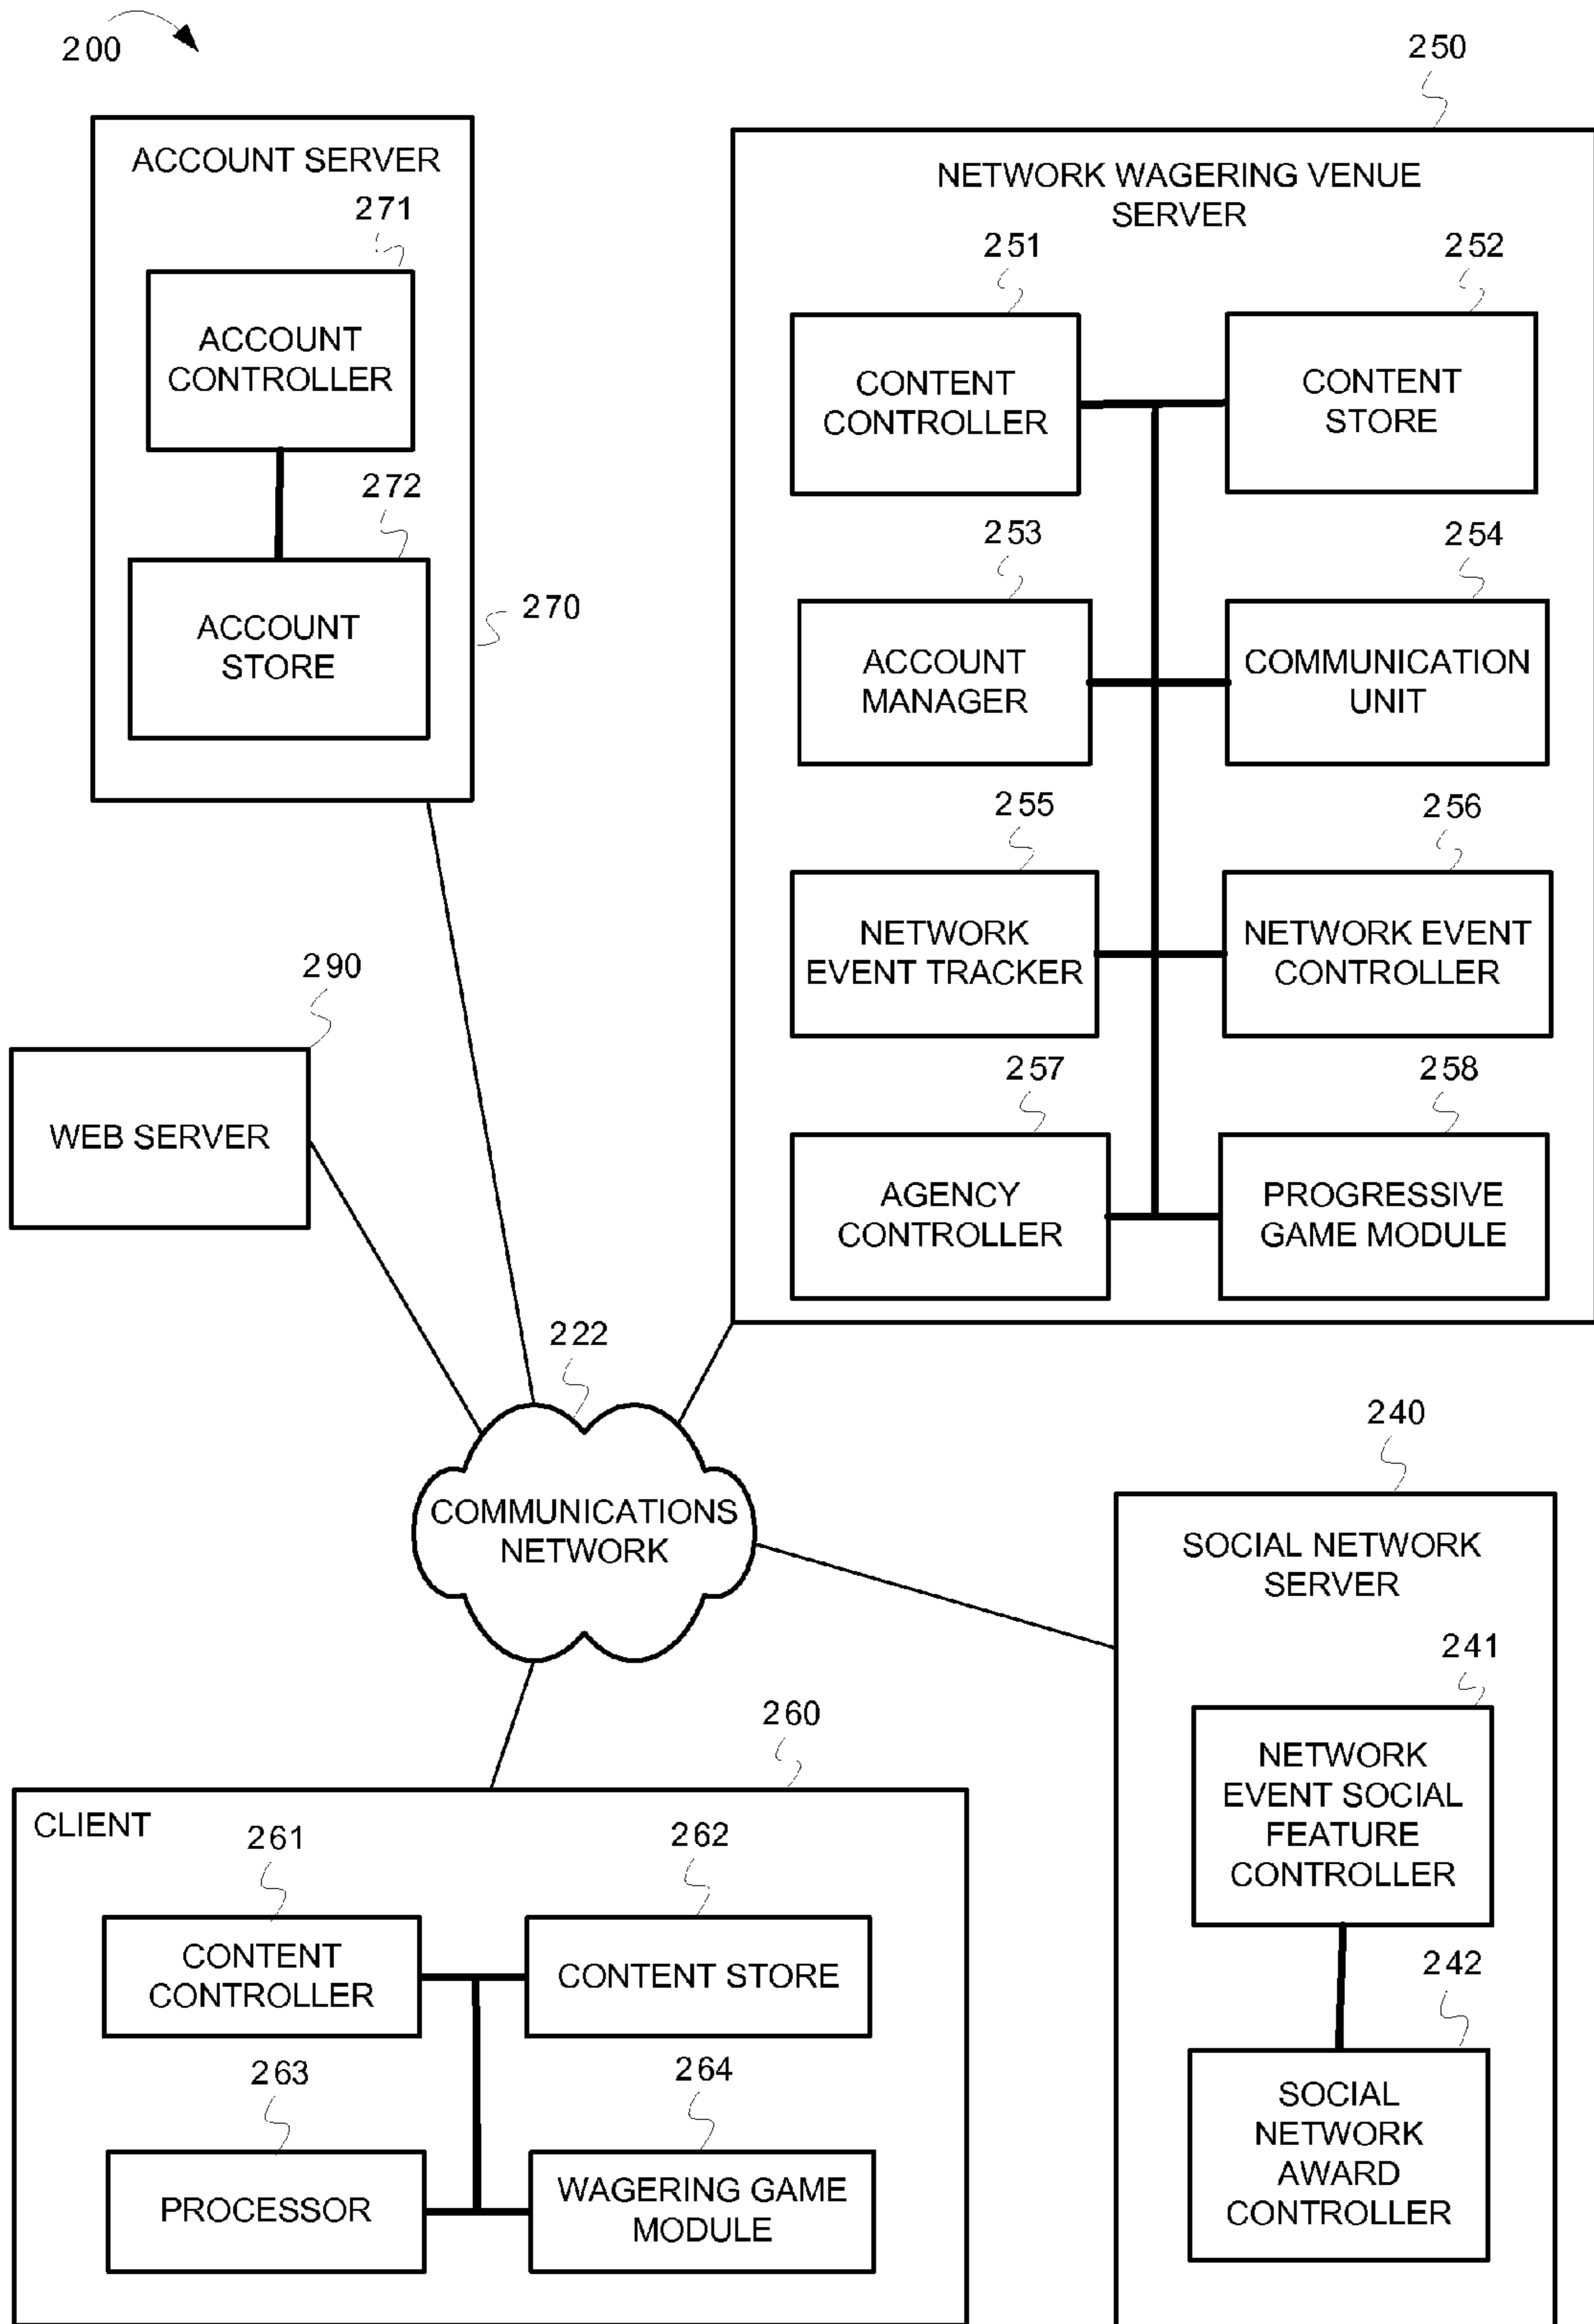 200
250
ACCOUNT SERVER
271
ACCOUNT
CONTROLLER
272
ACCOUNT
STORE
270
NETWORK WAGERING VENUE
SERVER
251
252
CONTENT
CONTROLLER
CONTENT
STORE
253
254
ACCOUNT
MANAGER
COMMUNICATION
UNIT
255
256
NETWORK
EVENT TRACKER
NETWORK EVENT
CONTROLLER
257
258
AGENCY
CONTROLLER
PROGRESSIVE
GAME MODULE
290
WEB SERVER
222
COMMUNICATIONS
NETWORK
240
SOCIAL NETWORK
SERVER
241
NETWORK
EVENT SOCIAL
FEATURE
CONTROLLER
242
SOCIAL
NETWORK
AWARD
CONTROLLER
260
CLIENT
261
262
CONTENT
CONTROLLER
CONTENT STORE
263
264
PROCESSOR
WAGERING GAME
MODULE